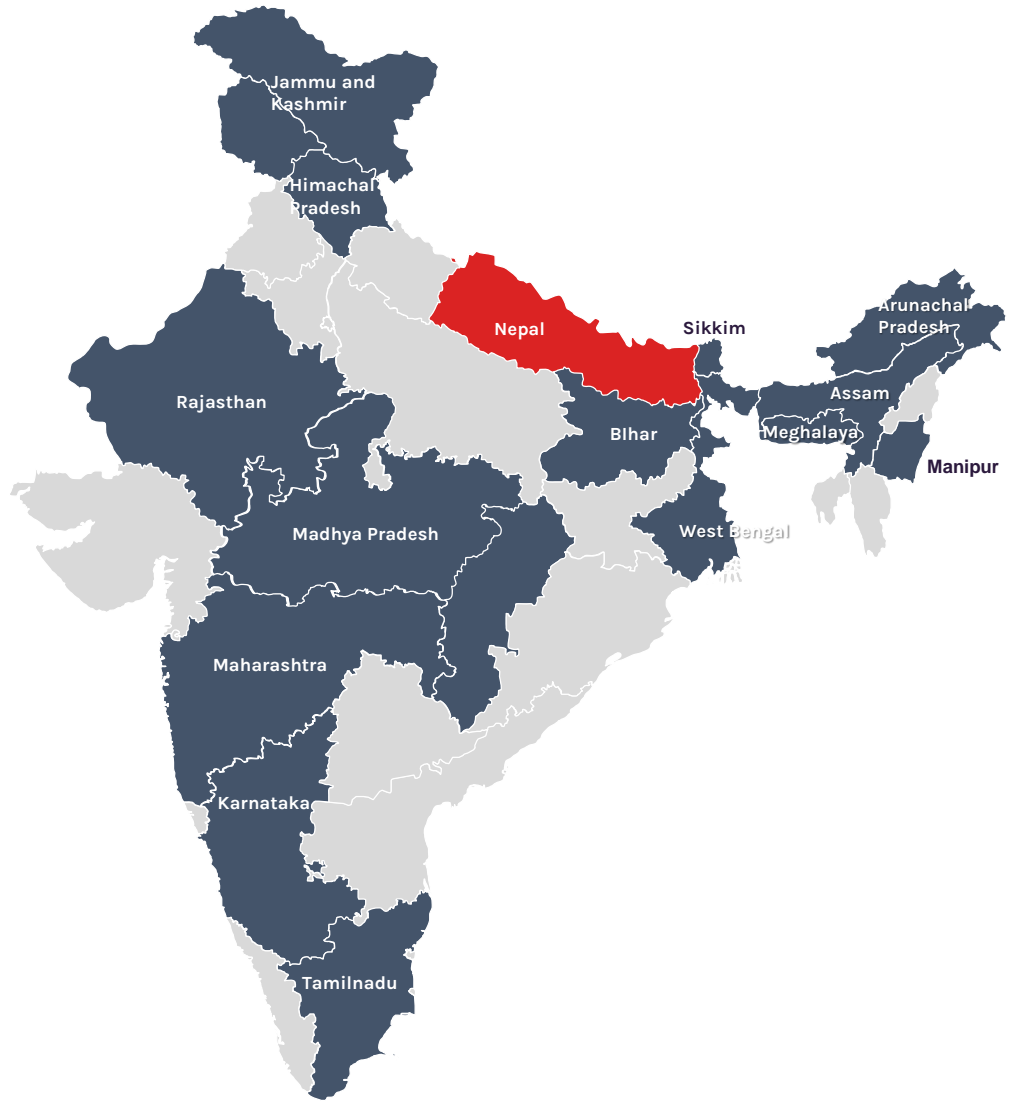 Jammu and
Kashmir
Himachal
Pradesh
Nepal
Sikkim
Arunachal
Pradesh
Assam
Rajasthan
BIhar
Meghalaya
Manipur
Madhya Pradesh
West Bengal
Maharashtra
Karnataka
Tamilnadu